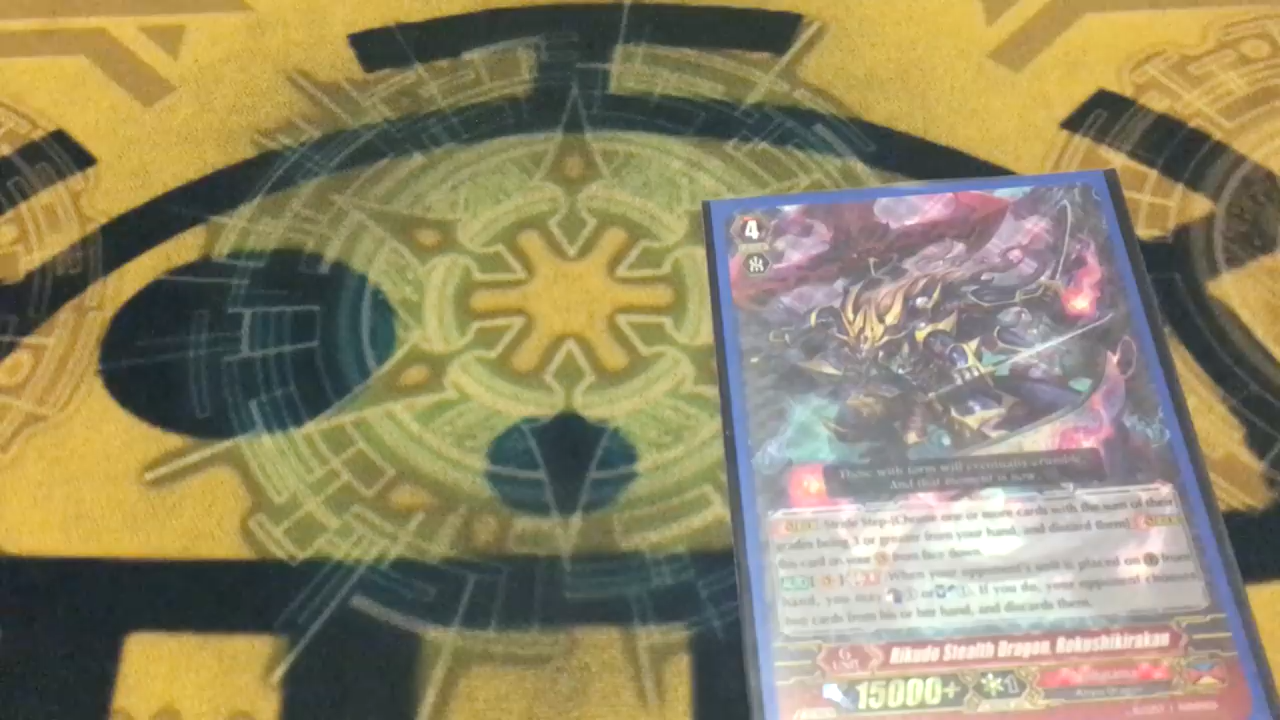 4
Those with form will eventually crumble.
And that moment is now.
Stride Step-[Choose one or more cards with the sum of their
grades being 3 or greater from your hand, and discard them]
this card on your from face down.
When your opponent's unit is placed on from
hand, you may or If you do, your opponent chooses
two cards from his or her hand, and discards them.
G
UNIT
Rikudo Stealth Dragon, Rokushikirakan
15000+
1